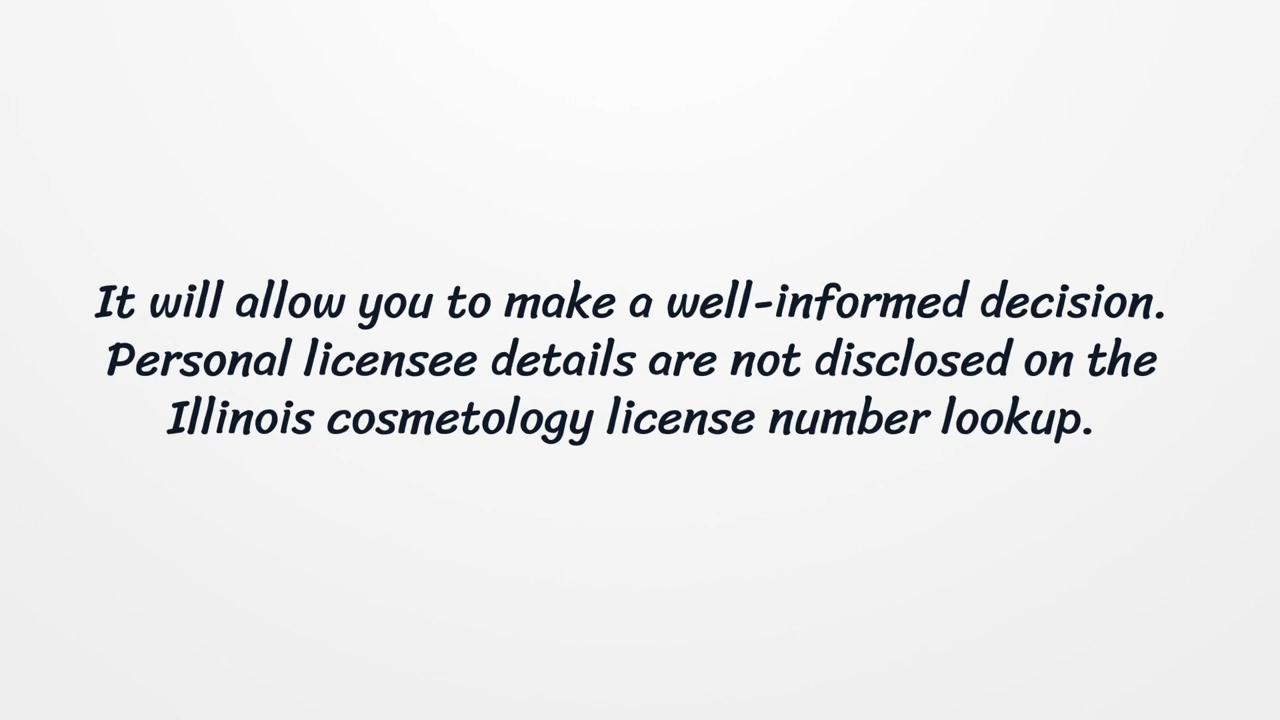 It will allow you to make a well-informed decision.
Personal licensee details are not disclosed on the
Illinois cosmetology license number lookup.